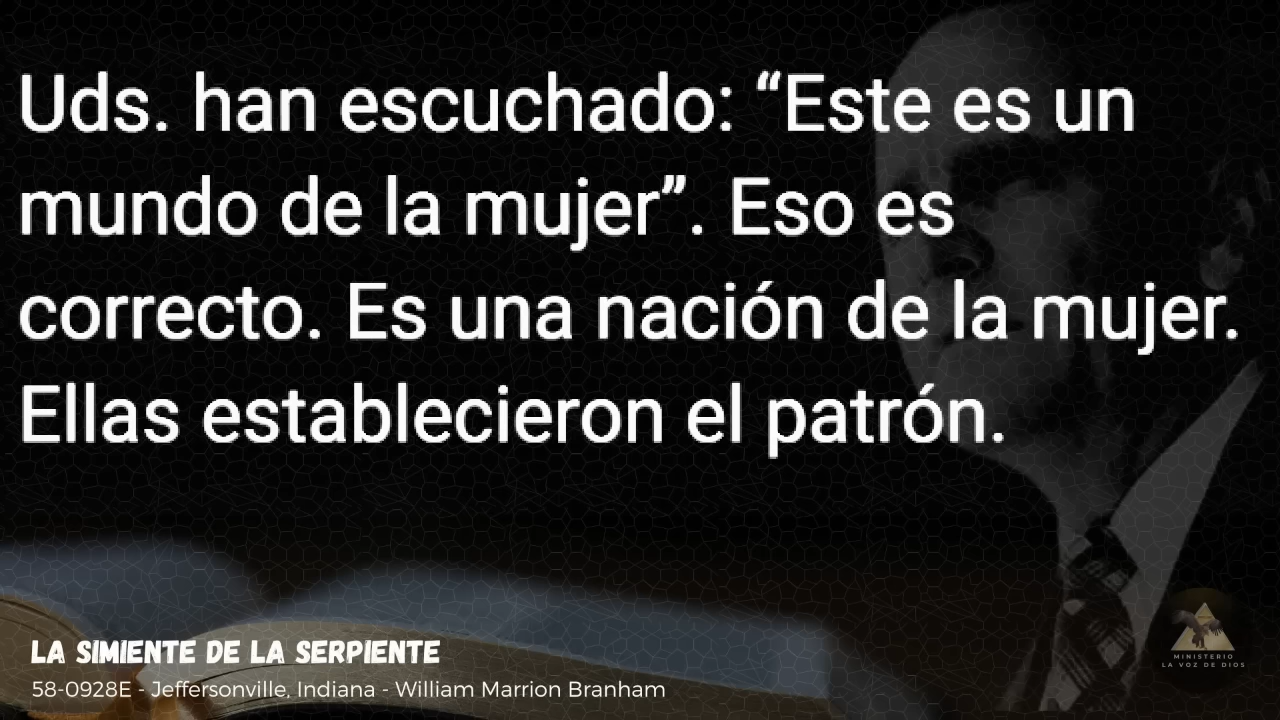 Uds. han escuchado: “Este es un
mundo de la mujer”. Eso es
correcto. Es una nación de la mujer.
Ellas establecieron el patrón.
LA SIMIENTE DE LA SERPIENTE
58-0928E - Jeffersonville, Indiana - William Marrion Branham
MINISTERIO
LA VOZ DE DIOS